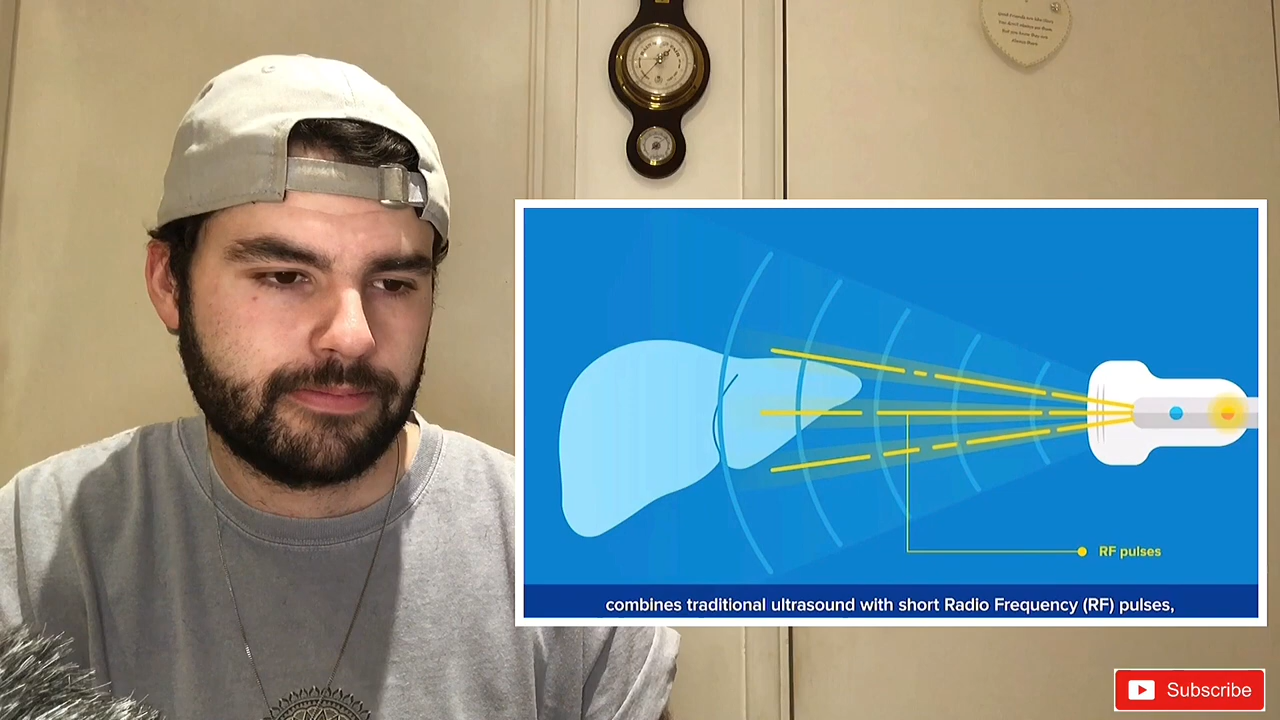 RF pulses
combines traditional ultrasound with short Radio Frequency (RF) pulses,
Subscribe